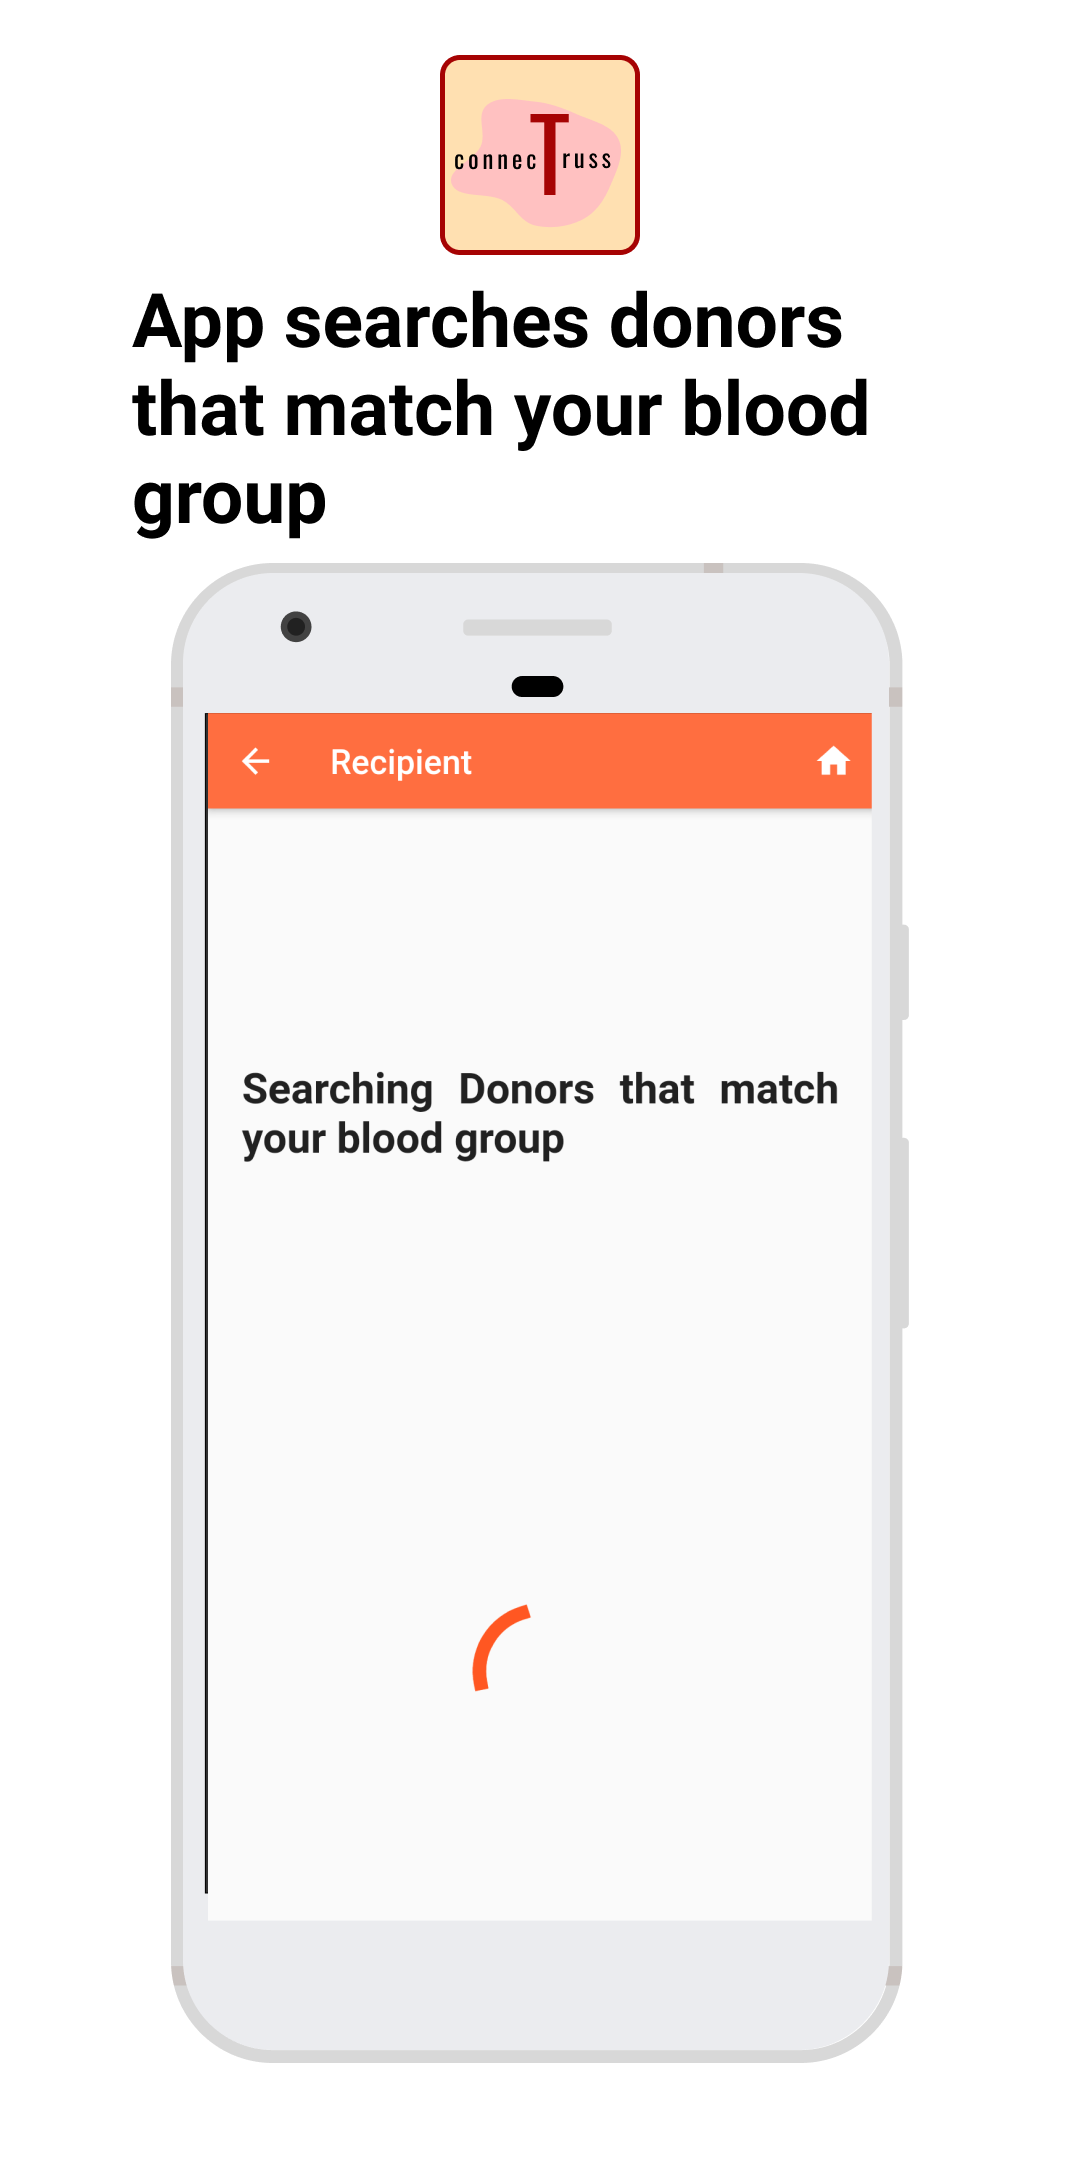 connecTruss
App searches donors
that match your blood
group
Recipient
Searching Donors that match
your blood group